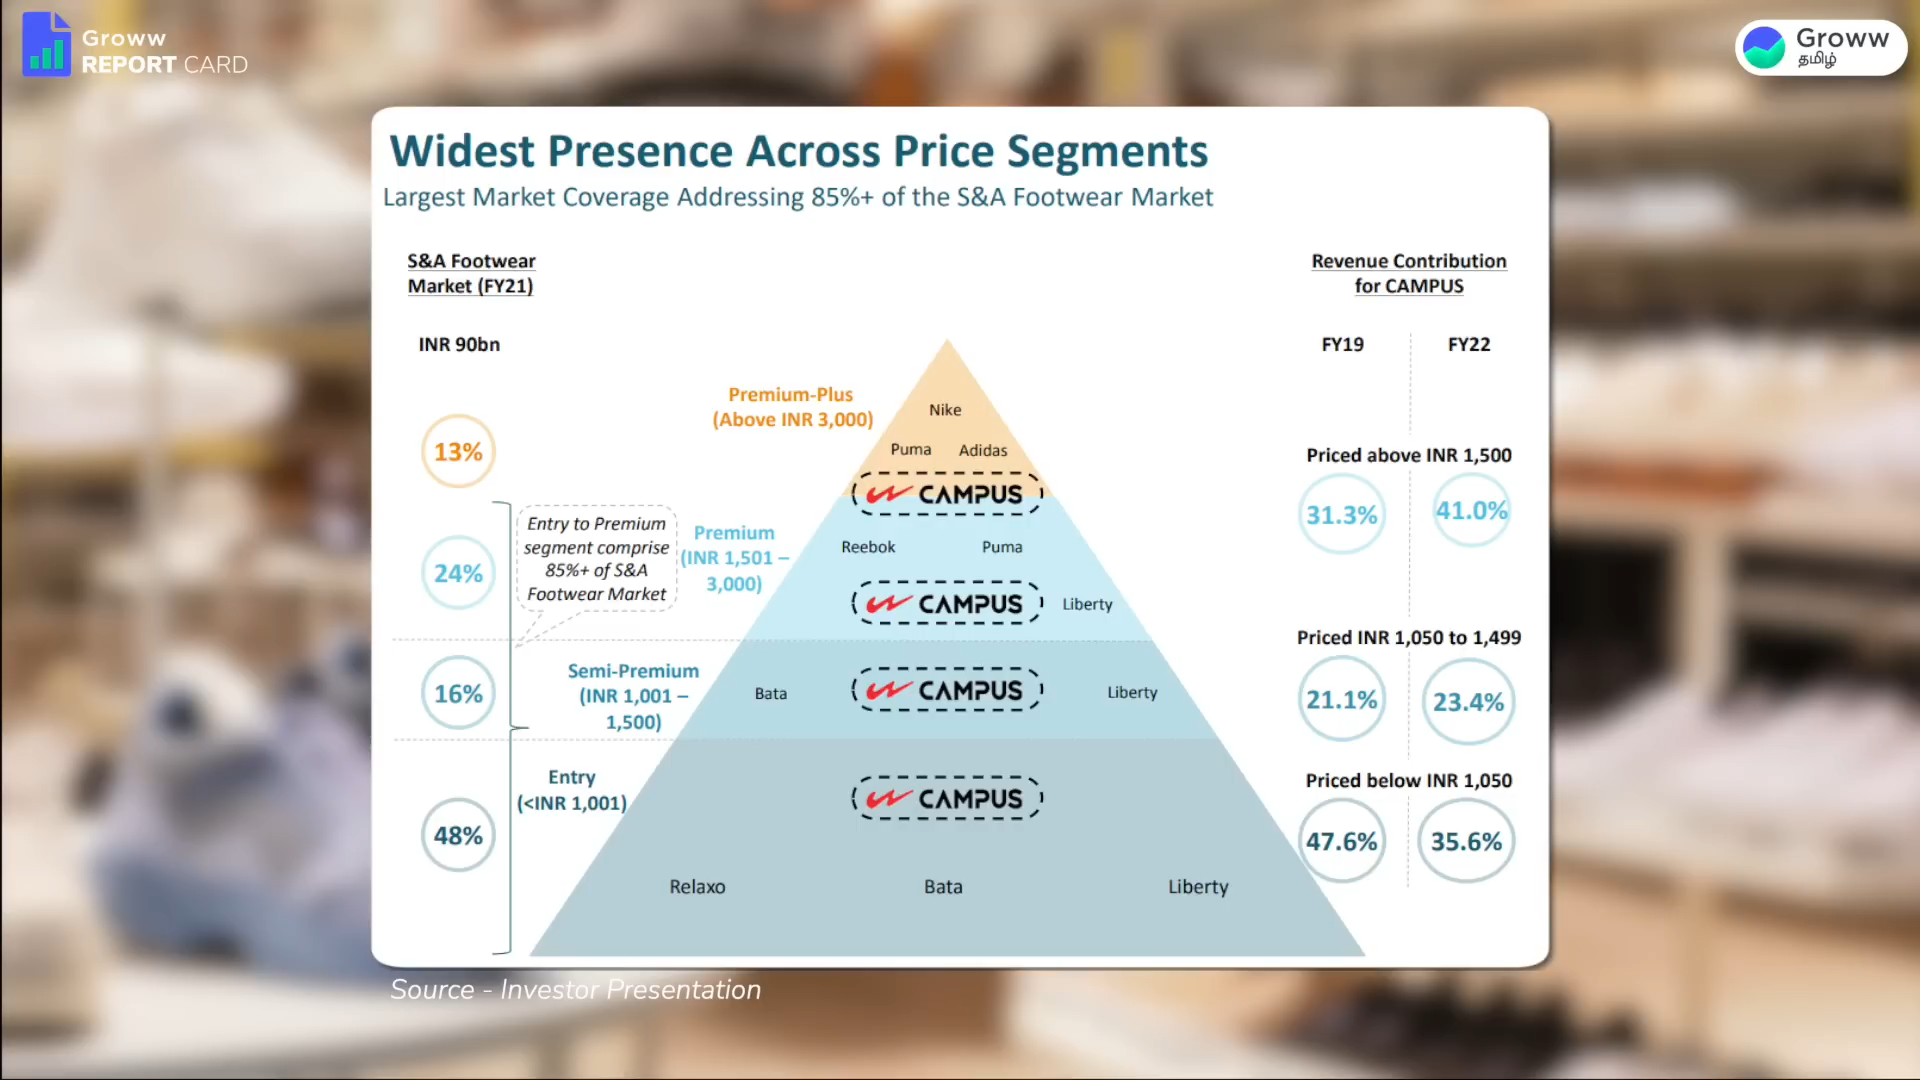 Groww
REPORT CARD
Groww
தமிழ்
Widest Presence Across Price Segments
Largest Market Coverage Addressing 85%+ of the S&A Footwear Market
S&A Footwear
Market (FY21)
INR 90bn
13%
24%
16%
48%
Entry to Premium
segment comprise
85%+ of S&A
Footwear Market
Premium-Plus
(Above INR 3,000)
Premium
(INR 1,501 –
3,000)
Semi-Premium
(INR 1,001 –
1,500)
Entry
(<INR 1,001)
Nike
Puma Adidas
CAMPUS
Reebok Puma
CAMPUS Liberty
Bata CAMPUS Liberty
CAMPUS
Relaxo Bata Liberty
Revenue Contribution
for CAMPUS
FY19 FY22
Priced above INR 1,500
31.3% 41.0%
Priced INR 1,050 to 1,499
21.1% 23.4%
Priced below INR 1,050
47.6% 35.6%
Source - Investor Presentation